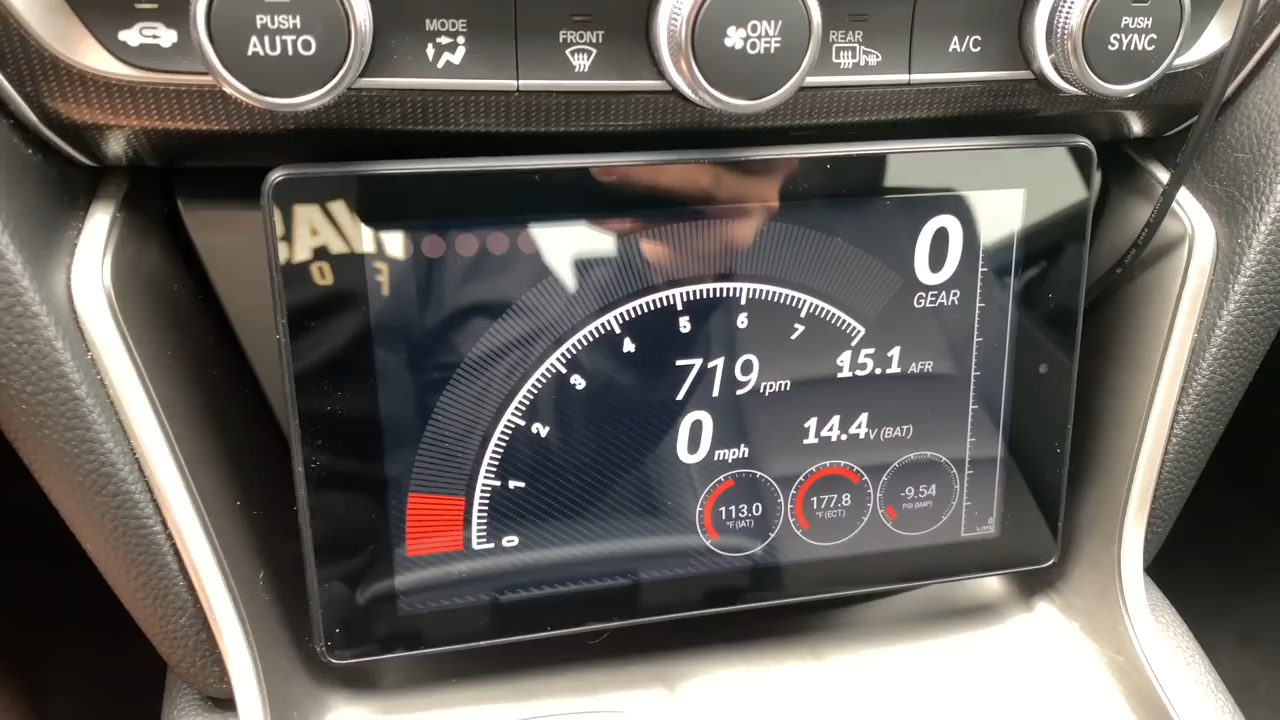 PUSH
AUTO
MODE
FRONT
ON/
OFF
REAR
A/C
PUSH
SYNC
0
GEAR
0
1
2
3
4
5
6
7
719 rpm
15.1 AFR
0 mph
14.4 V (BAT)
113.0
°F (IAT)
177.8
°F (ECT)
-9.54
PSI (MAP)
0